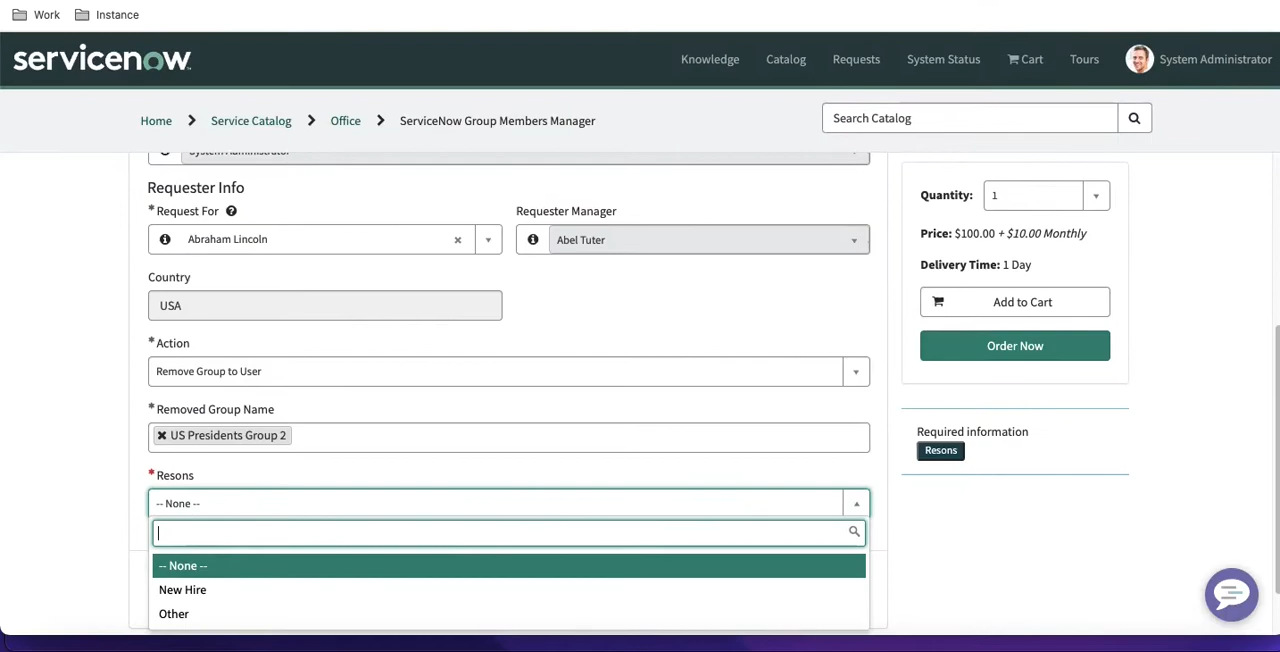 Work Instance
servicenow
Knowledge Catalog Requests System Status Cart Tours System Administrator
Home Service Catalog Office ServiceNow Group Members Manager
Search Catalog
System Administrator
Requester Info
* Request For
Requester Manager
Abraham Lincoln
Abel Tuter
Country
USA
* Action
Remove Group to User
* Removed Group Name
US Presidents Group 2
* Resons
-- None --
-- None --
New Hire
Other
Quantity: 1
Price: $100.00 + $10.00 Monthly
Delivery Time: 1 Day
Add to Cart
Order Now
Required information
Resons